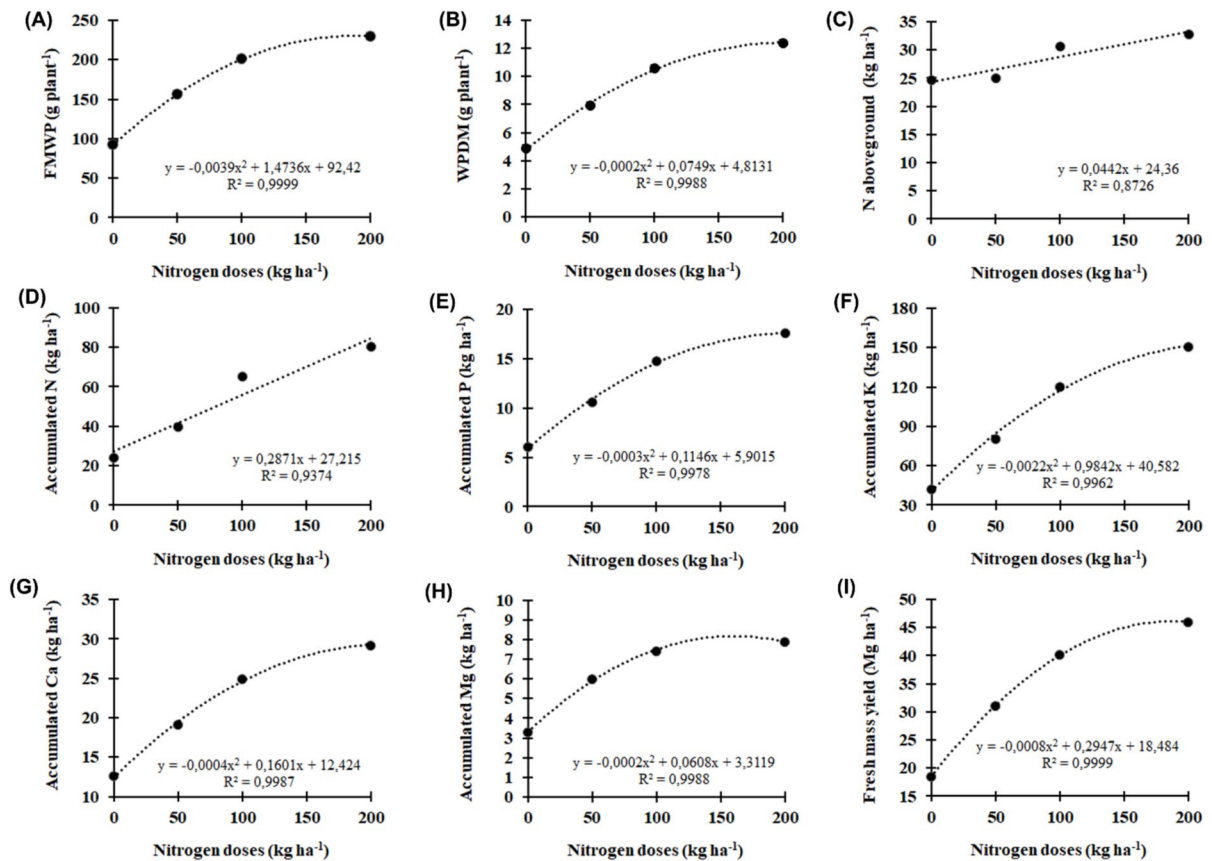 (A)
FMWP (g plant⁻¹)
250
200
150
100
50
0
y = -0,0039x² + 1,4736x + 92,42
R² = 0,9999
0 50 100 150 200
Nitrogen doses (kg ha⁻¹)
(B)
WPDM (g plant⁻¹)
14
12
10
8
6
4
2
0
y = -0,0002x² + 0,0749x + 4,8131
R² = 0,9988
0 50 100 150 200
Nitrogen doses (kg ha⁻¹)
(C)
N aboveground (kg ha⁻¹)
35
30
25
20
15
10
5
0
y = 0,0442x + 24,36
R² = 0,8726
0 50 100 150 200
Nitrogen doses (kg ha⁻¹)
(D)
Accumulated N (kg ha⁻¹)
100
80
60
40
20
0
y = 0,2871x + 27,215
R² = 0,9374
0 50 100 150 200
Nitrogen doses (kg ha⁻¹)
(E)
Accumulated P (kg ha⁻¹)
20
15
10
5
0
y = -0,0003x² + 0,1146x + 5,9015
R² = 0,9978
0 50 100 150 200
Nitrogen doses (kg ha⁻¹)
(F)
Accumulated K (kg ha⁻¹)
180
150
120
90
60
30
y = -0,0022x² + 0,9842x + 40,582
R² = 0,9962
0 50 100 150 200
Nitrogen doses (kg ha⁻¹)
(G)
Accumulated Ca (kg ha⁻¹)
35
30
25
20
15
10
y = -0,0004x² + 0,1601x + 12,424
R² = 0,9987
0 50 100 150 200
Nitrogen doses (kg ha⁻¹)
(H)
Accumulated Mg (kg ha⁻¹)
10
9
8
7
6
5
4
3
2
1
0
y = -0,0002x² + 0,0608x + 3,3119
R² = 0,9988
0 50 100 150 200
Nitrogen doses (kg ha⁻¹)
(I)
Fresh mass yield (Mg ha⁻¹)
50
45
40
35
30
25
20
15
y = -0,0008x² + 0,2947x + 18,484
R² = 0,9999
0 50 100 150 200
Nitrogen doses (kg ha⁻¹)